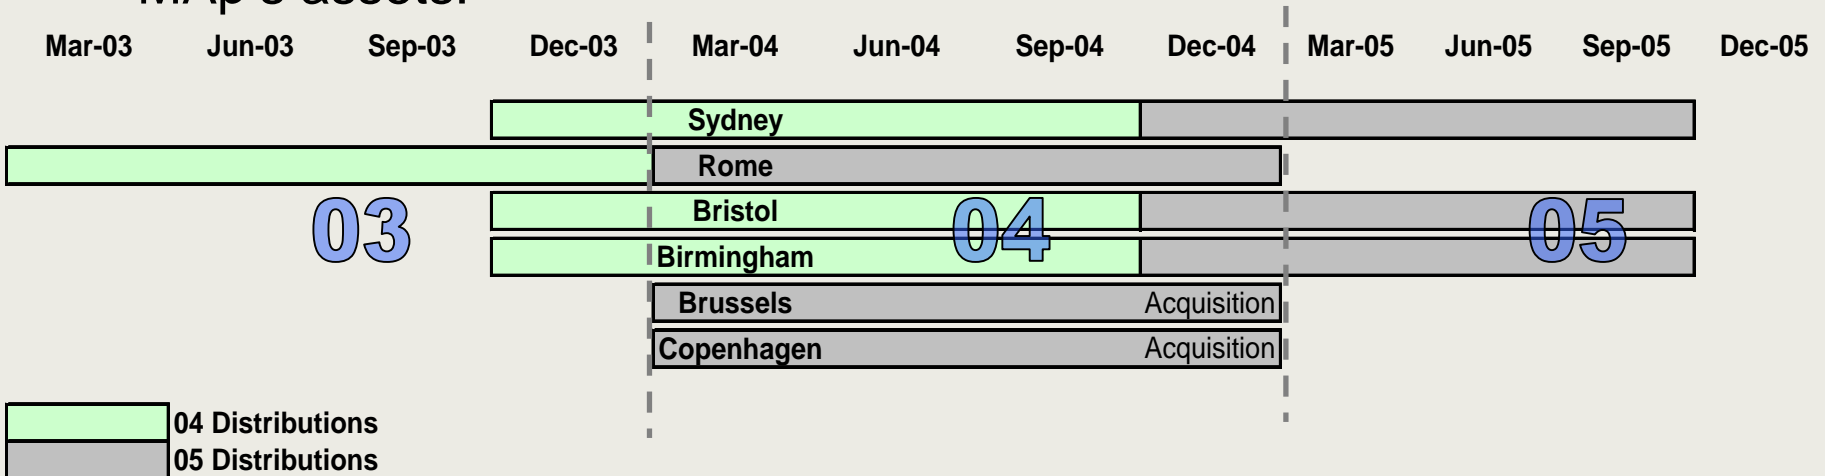 MAp's assets.
Mar-03 Jun-03 Sep-03 Dec-03 Mar-04 Jun-04 Sep-04 Dec-04 Mar-05 Jun-05 Sep-05 Dec-05
Sydney
Rome
Bristol
03 04 05
Birmingham
Brussels Acquisition
Copenhagen Acquisition
04 Distributions
05 Distributions